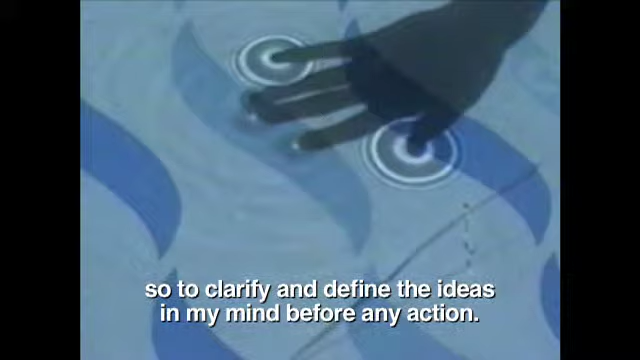 so to clarify and define the ideas
in my mind before any action.